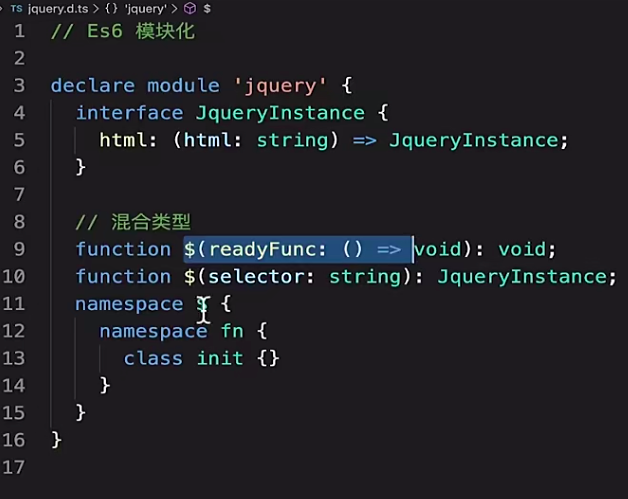 TS jquery.d.ts > {} 'jquery' > $
1 // Es6 模块化
2
3 declare module 'jquery' {
4 interface JqueryInstance {
5 html: (html: string) => JqueryInstance;
6 }
7
8 // 混合类型
9 function $(readyFunc: () => void): void;
10 function $(selector: string): JqueryInstance;
11 namespace $ {
12 namespace fn {
13 class init {}
14 }
15 }
16 }
17